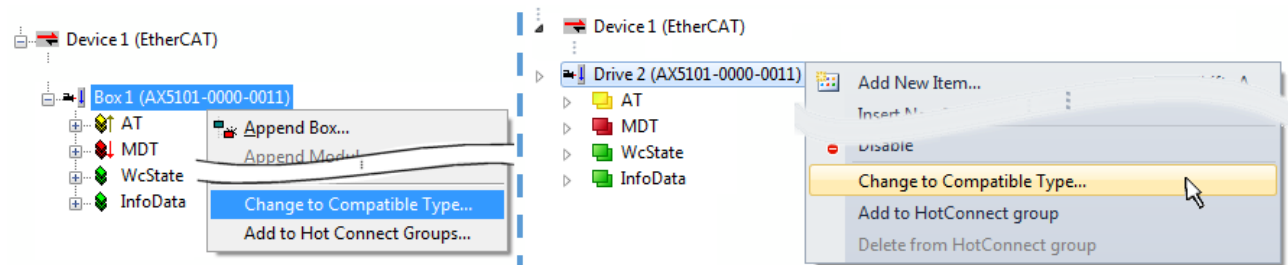 Device 1 (EtherCAT)
Box 1 (AX5101-0000-0011)
AT
MDT
WcState
InfoData
Append Box...
Append
Change to Compatible Type...
Add to Hot Connect Groups...
Device 1 (EtherCAT)
Drive 2 (AX5101-0000-0011)
AT
MDT
WcState
InfoData
Add New Item...
Insert
Disable
Change to Compatible Type...
Add to HotConnect group
Delete from HotConnect group